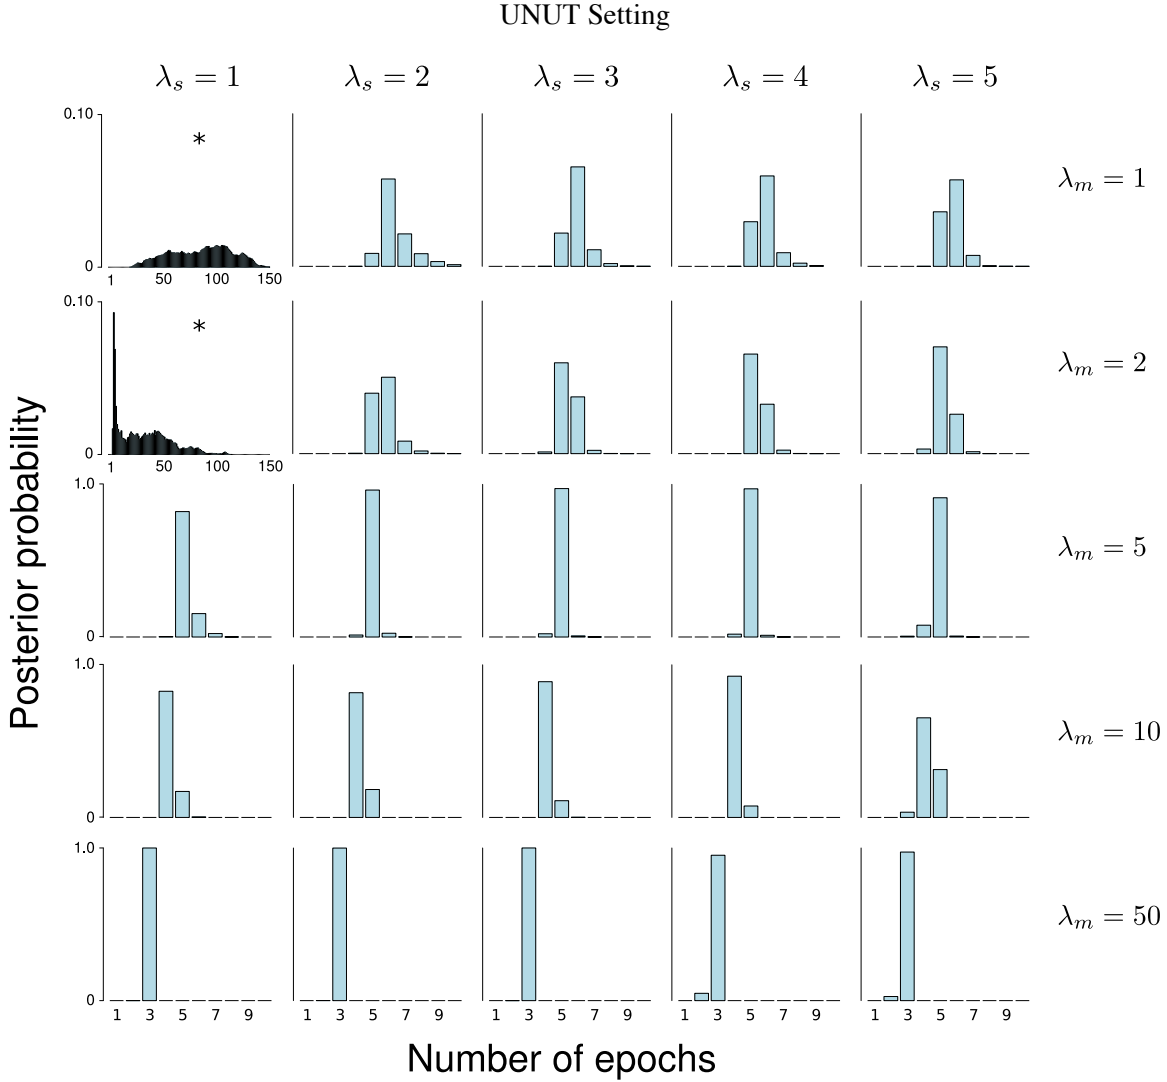 UNUT Setting
λs = 1 λs = 2 λs = 3 λs = 4 λs = 5
0.10
*
λm = 1
0
1 50 100 150
0.10
*
λm = 2
0
1 50 100 150
Posterior probability
1.0
λm = 5
0
1.0
λm = 10
0
1.0
λm = 50
0
1 3 5 7 9 1 3 5 7 9 1 3 5 7 9 1 3 5 7 9 1 3 5 7 9
Number of epochs